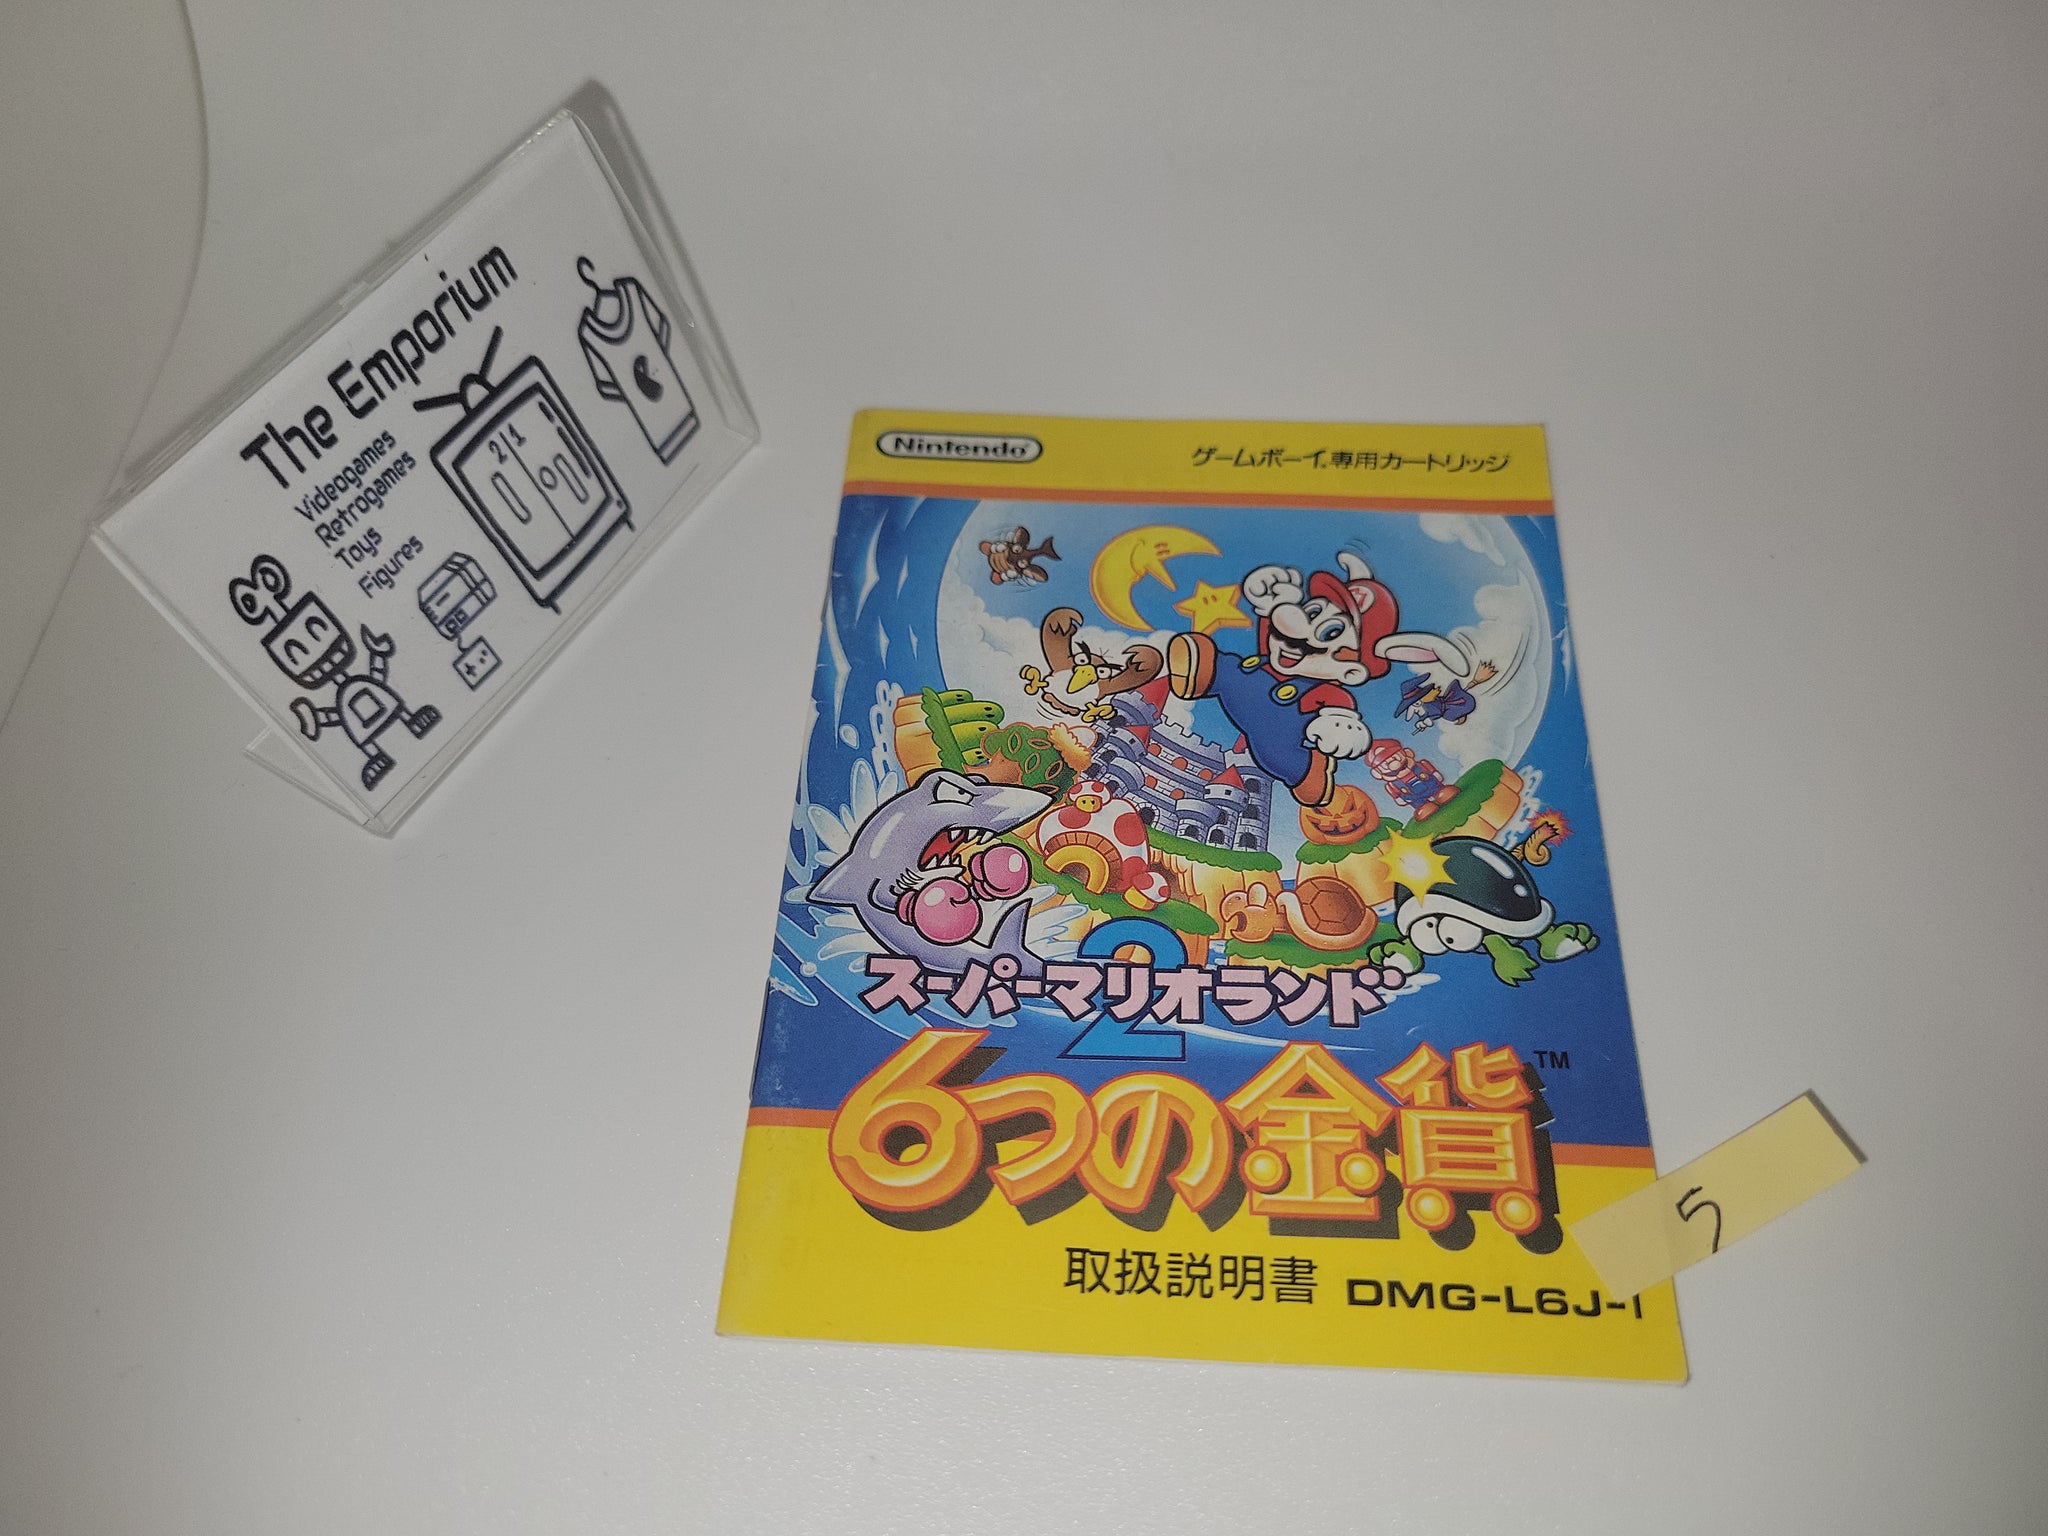 The Emporium
Videogames
Retrogames
Toys
Figures
2 1
Nintendo
ゲームボーイ専用カートリッジ
M
スーパーマリオランド
2
6つの金貨
TM
取扱説明書 DMG-L6J-1
5